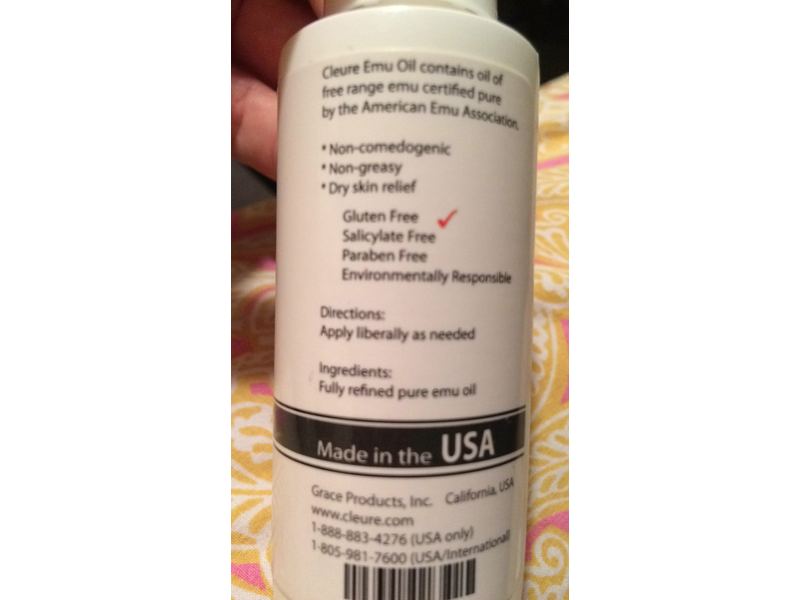 Cleure Emu Oil contains oil of
free range emu certified pure
by the American Emu Association.
* Non-comedogenic
* Non-greasy
* Dry skin relief
Gluten Free ✓
Salicylate Free
Paraben Free
Environmentally Responsible
Directions:
Apply liberally as needed
Ingredients:
Fully refined pure emu oil
Made in the USA
Grace Products, Inc. California, USA
www.cleure.com
1-888-883-4276 (USA only)
1-805-981-7600 (USA/International)